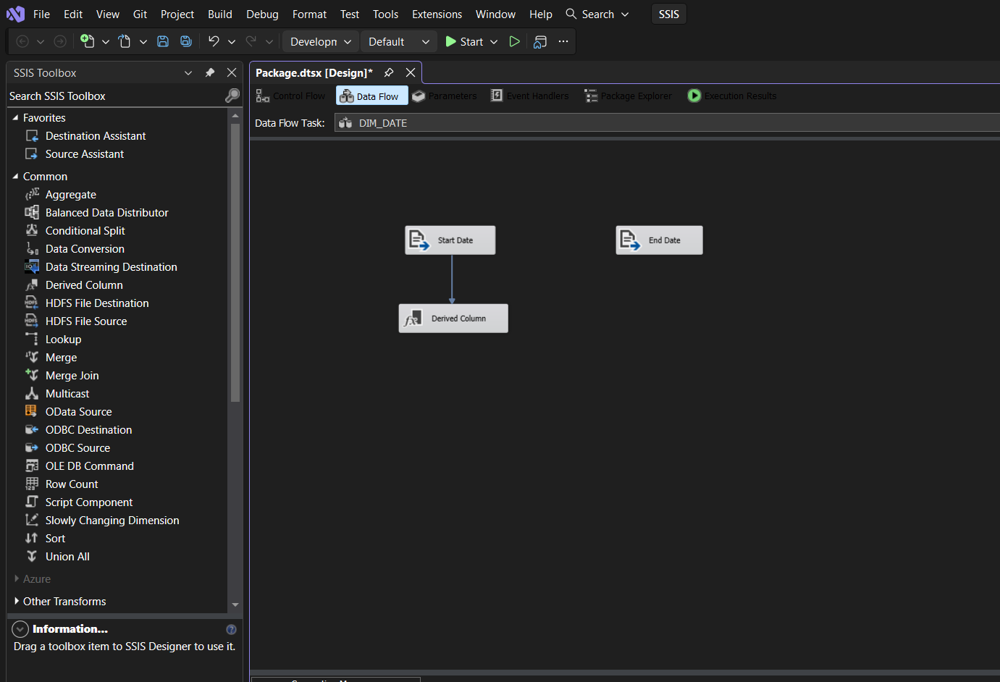 File Edit View Git Project Build Debug Format Test Tools Extensions Window Help Search SSIS
Developm Default Start
SSIS Toolbox
Search SSIS Toolbox
Favorites
Destination Assistant
Source Assistant
Common
Aggregate
Balanced Data Distributor
Conditional Split
Data Conversion
Data Streaming Destination
Derived Column
HDFS File Destination
HDFS File Source
Lookup
Merge
Merge Join
Multicast
OData Source
ODBC Destination
ODBC Source
OLE DB Command
Row Count
Script Component
Slowly Changing Dimension
Sort
Union All
Azure
Other Transforms
Information...
Drag a toolbox item to SSIS Designer to use it.
Package.dtsx [Design]*
Control Flow Data Flow Parameters Event Handlers Package Explorer Execution Results
Data Flow Task: DIM_DATE
Start Date End Date
Derived Column